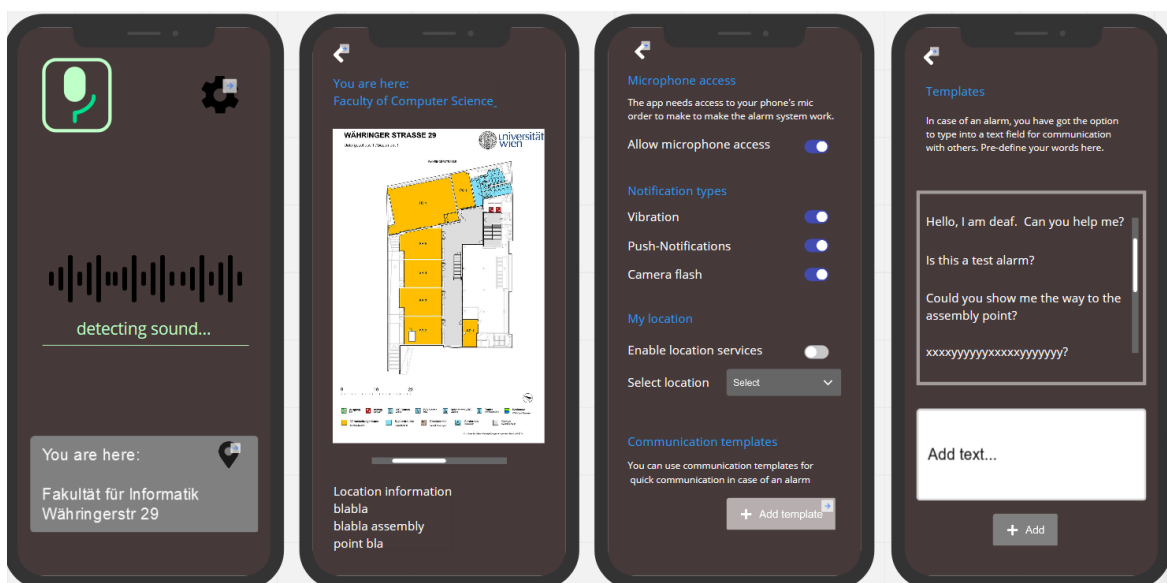 detecting sound...
You are here:
Fakultät für Informatik
Währingerstr 29
You are here:
Faculty of Computer Science_
WÄHRINGER STRASSE 29
universität
wien
Location information
blabla
blabla assembly
point bla
Microphone access
The app needs access to your phone's mic
order to make to make the alarm system work.
Allow microphone access
Notification types
Vibration
Push-Notifications
Camera flash
My location
Enable location services
Select location
Select
Communication templates
You can use communication templates for
quick communication in case of an alarm
+ Add template
Templates
In case of an alarm, you have got the option
to type into a text field for communication
with others. Pre-define your words here.
Hello, I am deaf. Can you help me?
Is this a test alarm?
Could you show me the way to the
assembly point?
xxxxyyyyyyxxxxxyyyyyyy?
Add text...
+ Add